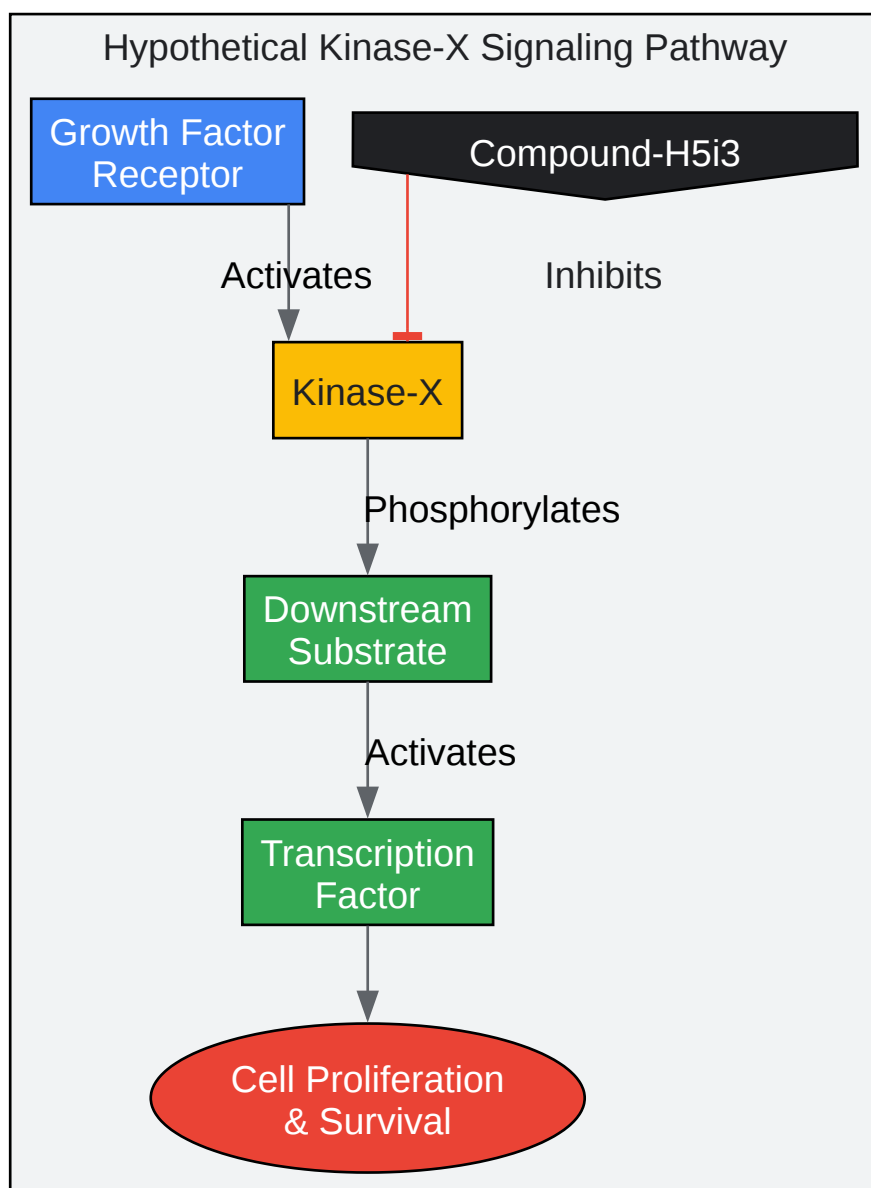 Hypothetical Kinase-X Signaling Pathway
Growth Factor
Receptor
Compound-H5i3
Activates
Inhibits
Kinase-X
Phosphorylates
Downstream
Substrate
Activates
Transcription
Factor
Cell Proliferation
& Survival